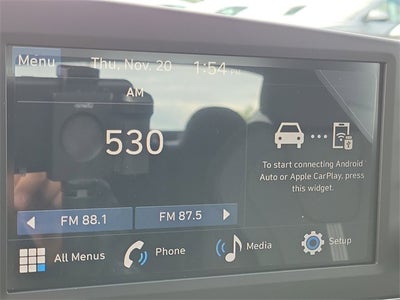 Menu
Thu, Nov. 20
1:54 PM
AM
530
To start connecting Android
Auto or Apple CarPlay, press
this widget.
FM 88.1
FM 87.5
All Menus
Phone
Media
Setup